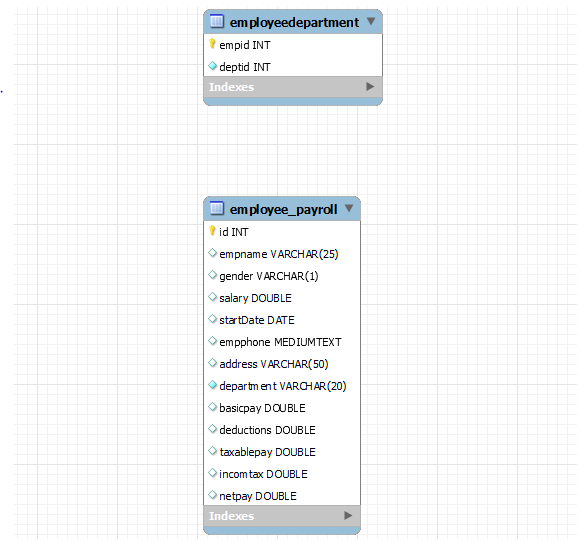 employeedepartment
empid INT
deptid INT
Indexes
employee_payroll
id INT
empname VARCHAR(25)
gender VARCHAR(1)
salary DOUBLE
startDate DATE
empphone MEDIUMTEXT
address VARCHAR(50)
department VARCHAR(20)
basicpay DOUBLE
deductions DOUBLE
taxablepay DOUBLE
incomtax DOUBLE
netpay DOUBLE
Indexes